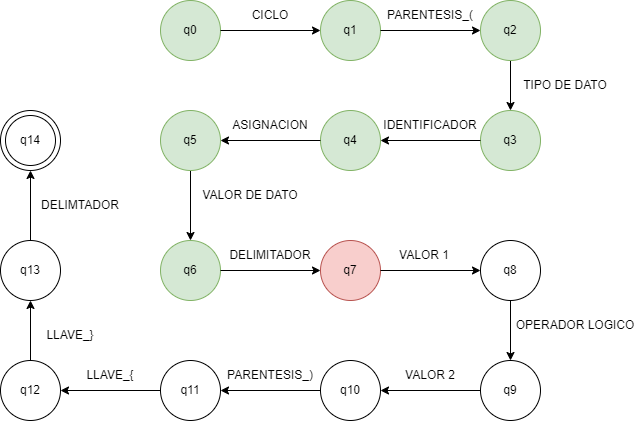 q0
CICLO
q1
PARENTESIS_(
q2
TIPO DE DATO
q14
q5
ASIGNACION
q4
IDENTIFICADOR
q3
DELIMTADOR
VALOR DE DATO
q13
q6
DELIMITADOR
q7
VALOR 1
q8
LLAVE_}
OPERADOR LOGICO
q12
LLAVE_{
q11
PARENTESIS_)
q10
VALOR 2
q9